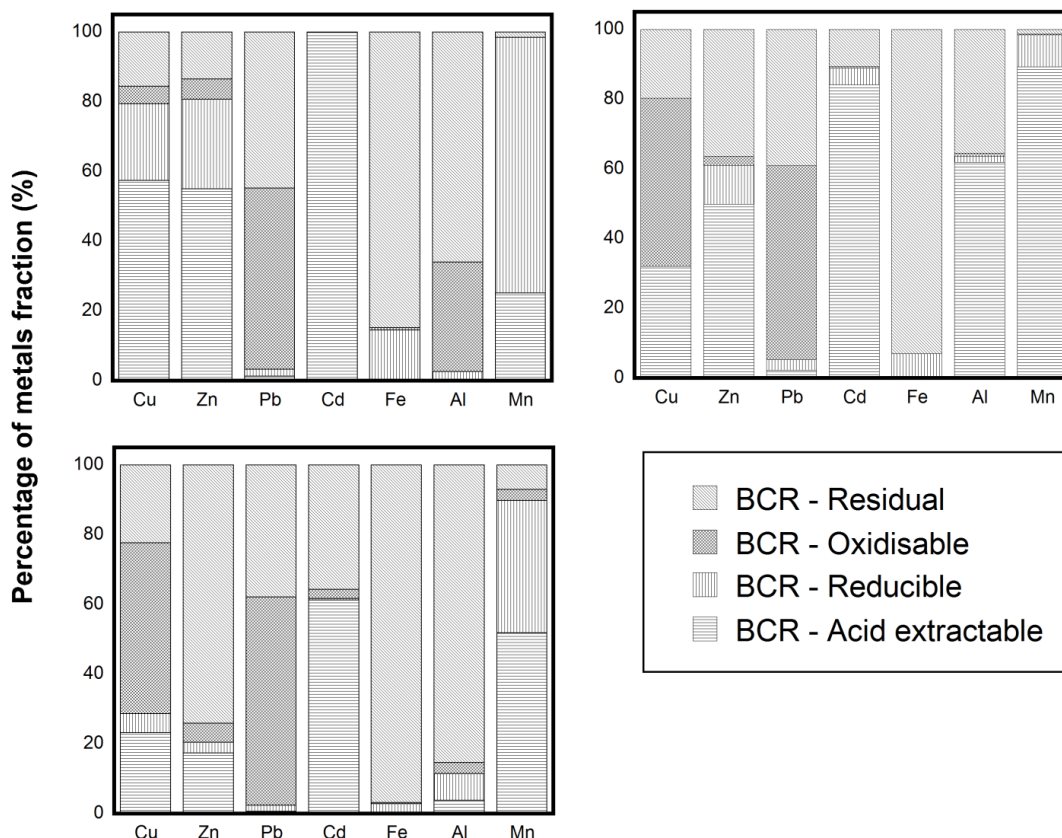 Percentage of metals fraction (%)
100
80
60
40
20
0
Cu Zn Pb Cd Fe Al Mn
100
80
60
40
20
0
Cu Zn Pb Cd Fe Al Mn
100
80
60
40
20
0
Cu Zn Pb Cd Fe Al Mn
BCR - Residual
BCR - Oxidisable
BCR - Reducible
BCR - Acid extractable